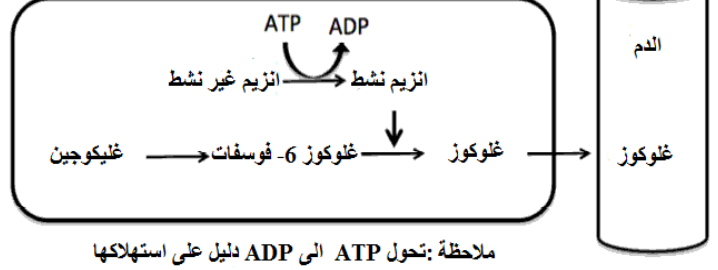 ATP ADP
الدم
انزيم غير نشط انزيم نشط
غليكوجين غلوكوز 6- فوسفات غلوكوز غلوكوز
ملاحظة :تحول ATP الى ADP دليل على استهلاكها